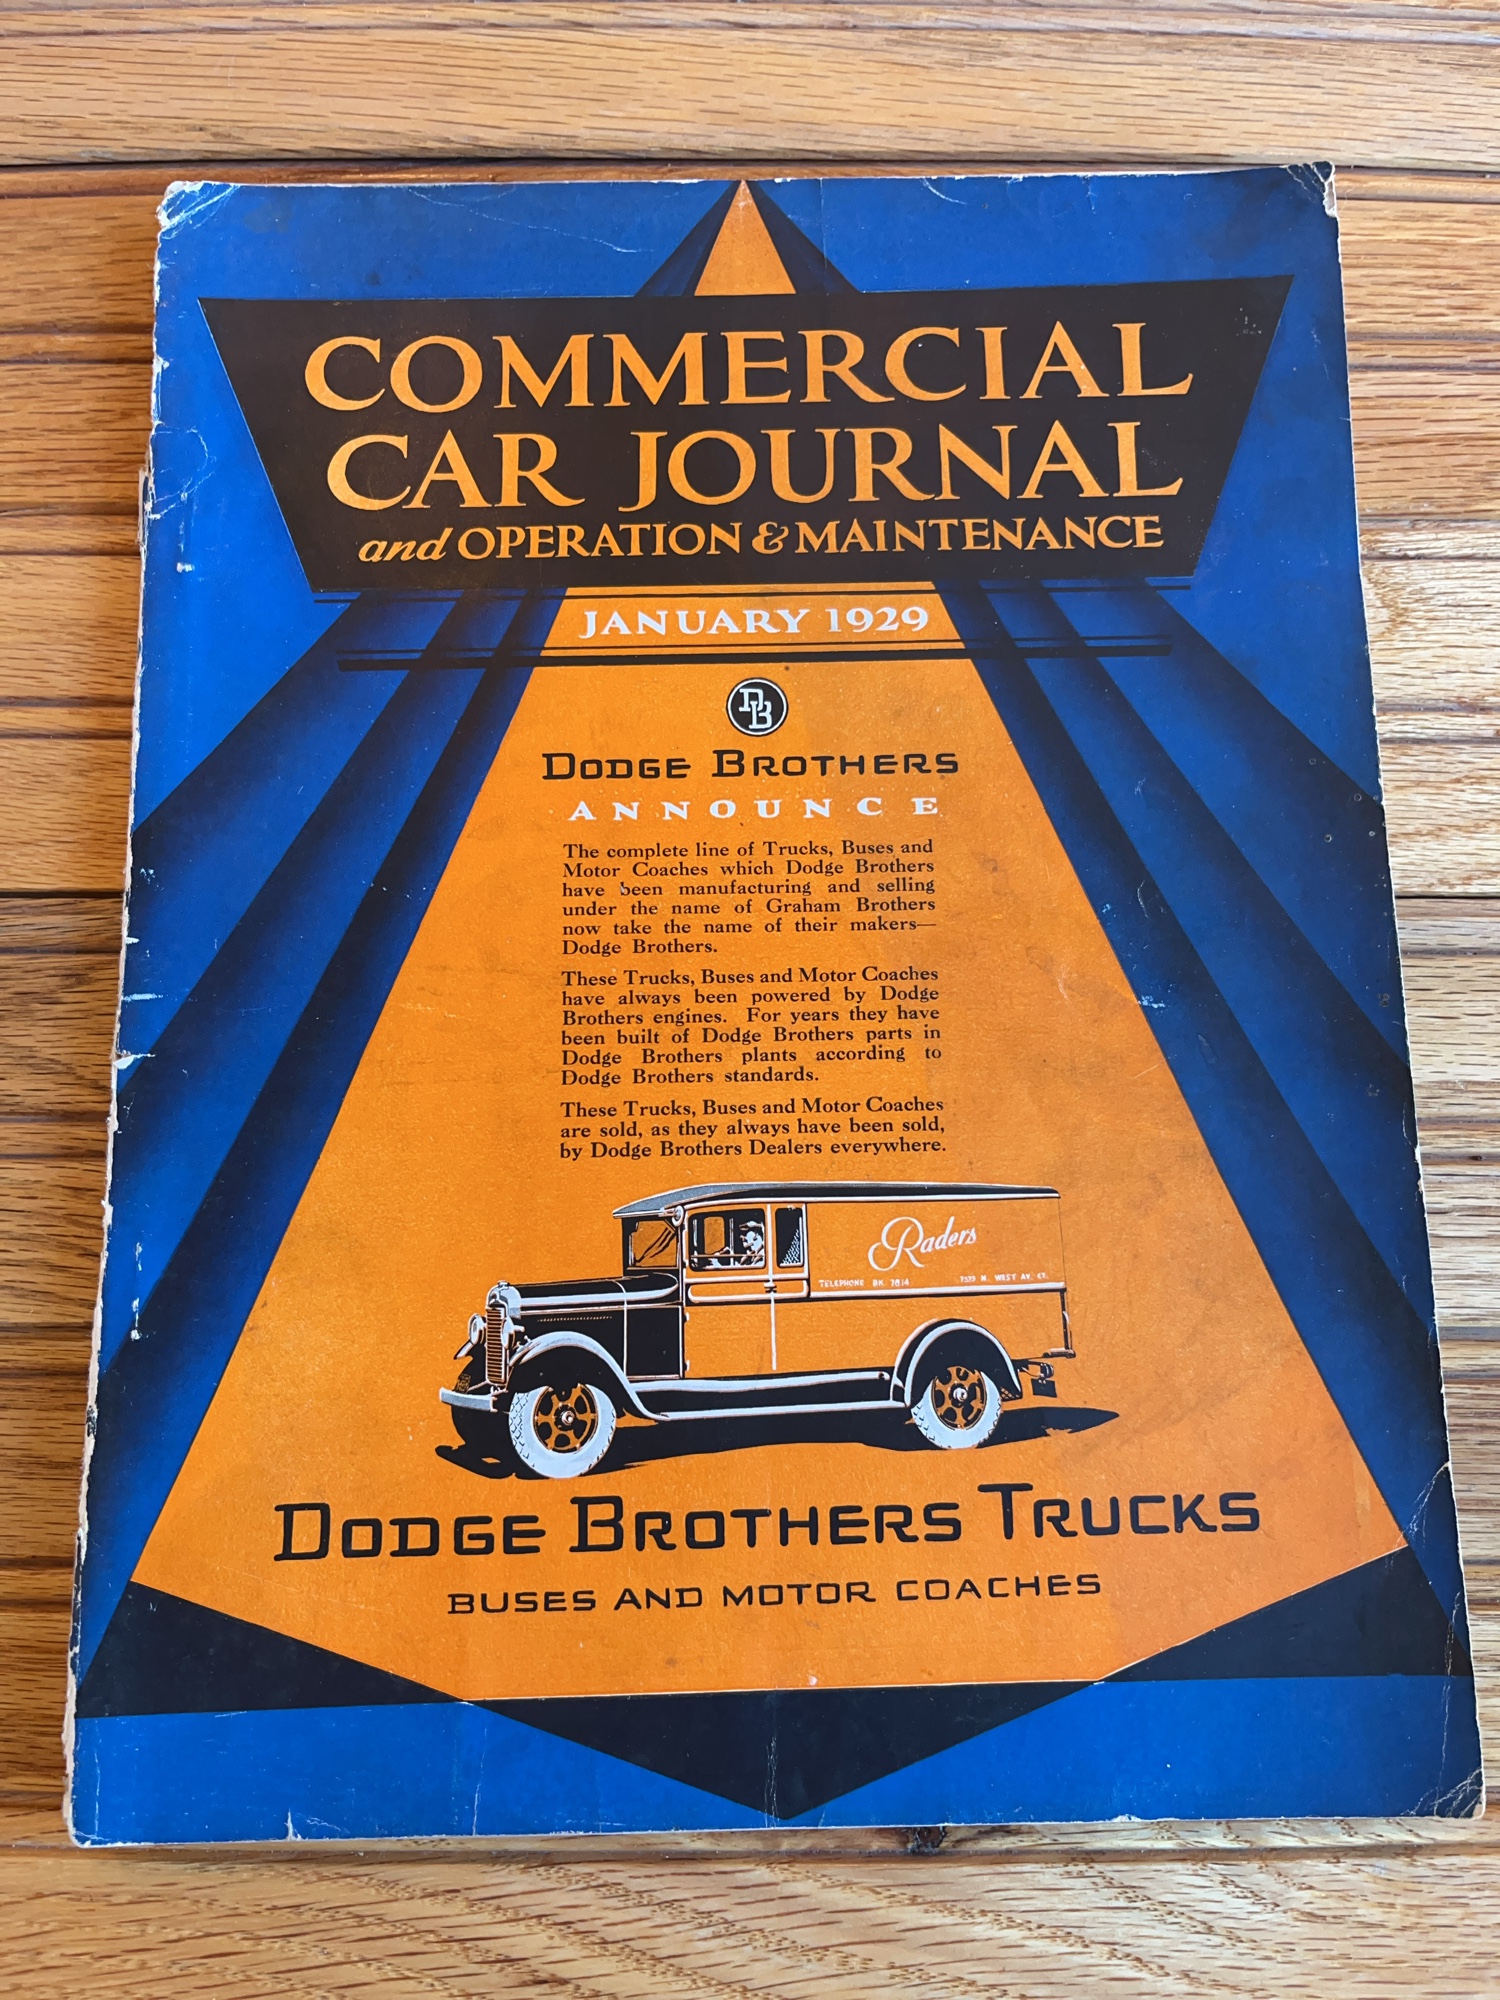 COMMERCIAL
CAR JOURNAL
and OPERATION & MAINTENANCE
JANUARY 1929
DB
DODGE BROTHERS
ANNOUNCE
The complete line of Trucks, Buses and
Motor Coaches which Dodge Brothers
have been manufacturing and selling
under the name of Graham Brothers
now take the name of their makers—
Dodge Brothers.
These Trucks, Buses and Motor Coaches
have always been powered by Dodge
Brothers engines. For years they have
been built of Dodge Brothers parts in
Dodge Brothers plants according to
Dodge Brothers standards.
These Trucks, Buses and Motor Coaches
are sold, as they always have been sold,
by Dodge Brothers Dealers everywhere.
Raders
TELEPHONE BK. 7814 N. WEST AV. CT.
DODGE BROTHERS TRUCKS
BUSES AND MOTOR COACHES